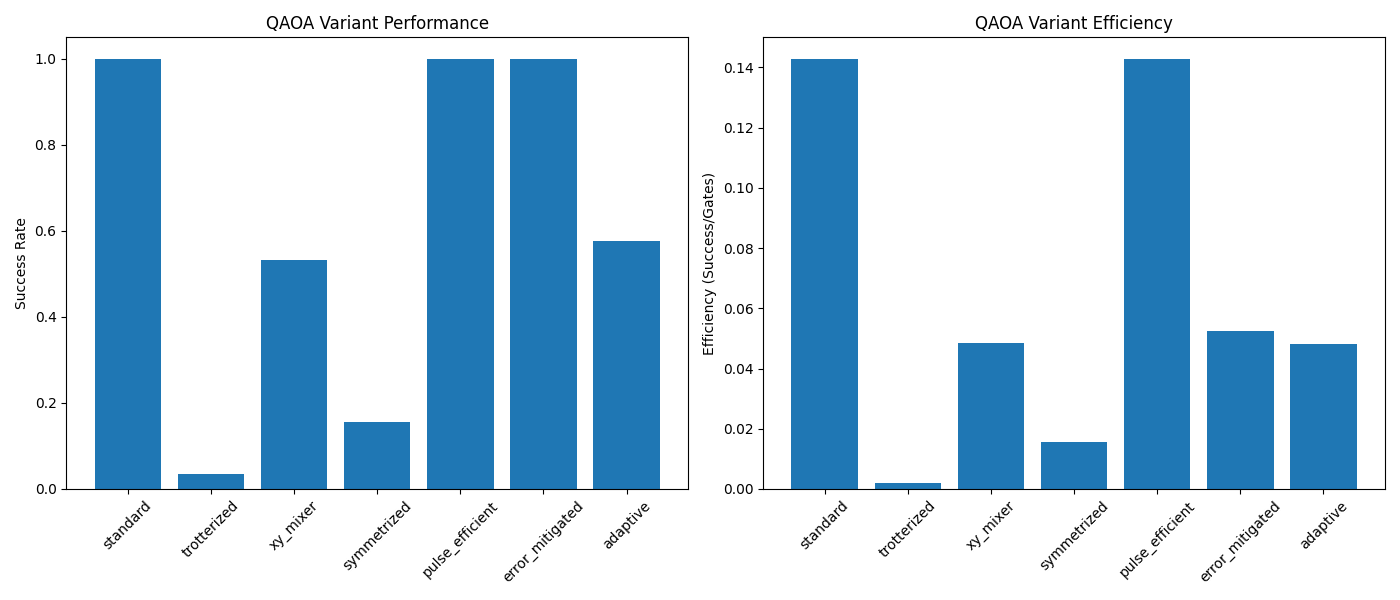 QAOA Variant Performance
Success Rate
1.0
0.8
0.6
0.4
0.2
0.0
standard
trotterized
xy_mixer
symmetrized
pulse_efficient
error_mitigated
adaptive
QAOA Variant Efficiency
Efficiency (Success/Gates)
0.14
0.12
0.10
0.08
0.06
0.04
0.02
0.00
standard
trotterized
xy_mixer
symmetrized
pulse_efficient
error_mitigated
adaptive